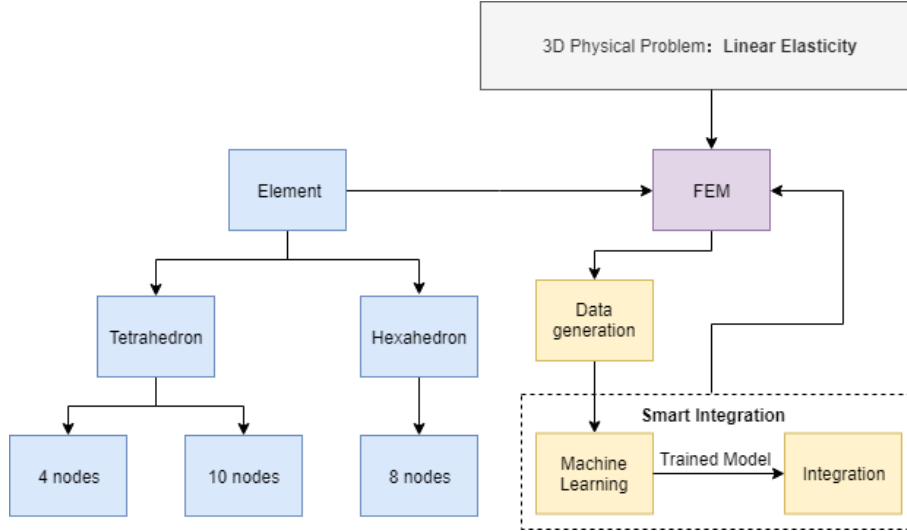 3D Physical Problem: Linear Elasticity
Element
FEM
Tetrahedron
Hexahedron
Data
generation
Smart Integration
4 nodes
10 nodes
8 nodes
Machine
Learning
Trained Model
Integration